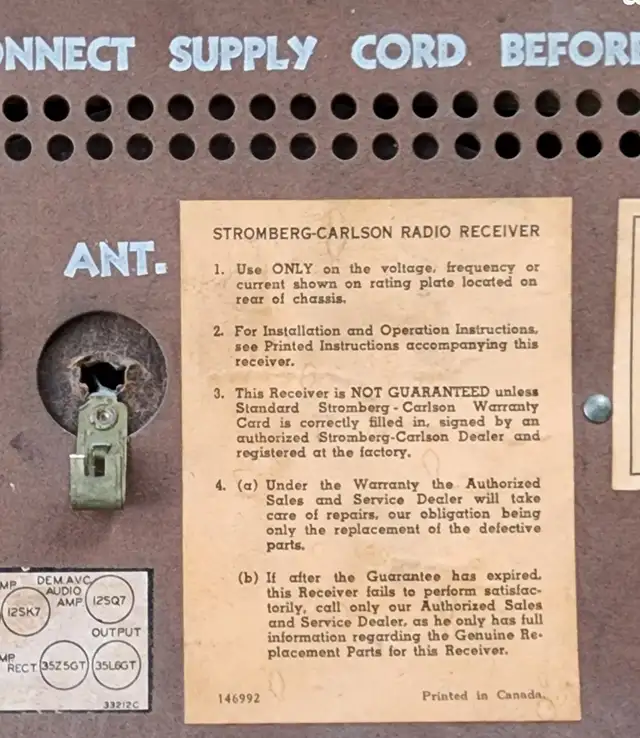 ONNECT SUPPLY CORD BEFORE
ANT.
STROMBERG-CARLSON RADIO RECEIVER
1. Use ONLY on the voltage, frequency or
current shown on rating plate located on
rear of chassis.
2. For Installation and Operation Instructions,
see Printed Instructions accompanying this
receiver.
3. This Receiver is NOT GUARANTEED unless
Standard Stromberg-Carlson Warranty
Card is correctly filled in, signed by an
authorized Stromberg-Carlson Dealer and
registered at the factory.
4. (a) Under the Warranty the Authorized
Sales and Service Dealer will take
care of repairs, our obligation being
only the replacement of the defective
parts.
(b) If after the Guarantee has expired,
this Receiver fails to perform satisfac-
torily, call only our Authorized Sales
and Service Dealer, as he only has full
information regarding the Genuine Re-
placement Parts for this Receiver.
146992 Printed in Canada.
MP DEM.AVC
AUDIO
AMP
12SK7 12SQ7
OUTPUT
MP
RECT. 35Z5GT 35L6GT
33212C